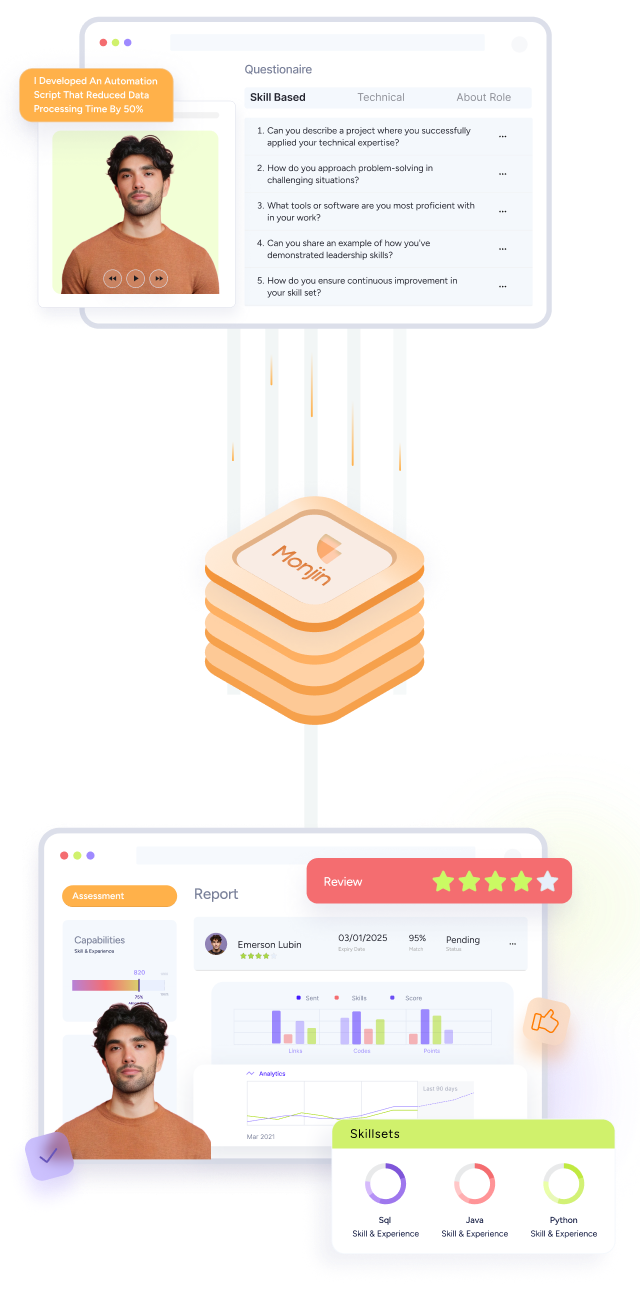 I Developed An Automation
Script That Reduced Data
Processing Time By 50%
Questionaire
Skill Based
Technical
About Role
1. Can you describe a project where you successfully
applied your technical expertise?
2. How do you approach problem-solving in
challenging situations?
3. What tools or software are you most proficient with
in your work?
4. Can you share an example of how you've
demonstrated leadership skills?
5. How do you ensure continuous improvement in
your skill set?
Monjin
Review
Assessment
Report
Capabilities
Skill & Experience
820
75%
Emerson Lubin
03/01/2025
Expiry Date
95%
Match
Pending
Status
Sent
Skills
Score
Links
Codes
Points
Analytics
Last 90 days
Mar 2021
Skillsets
Sql
Skill & Experience
Java
Skill & Experience
Python
Skill & Experience